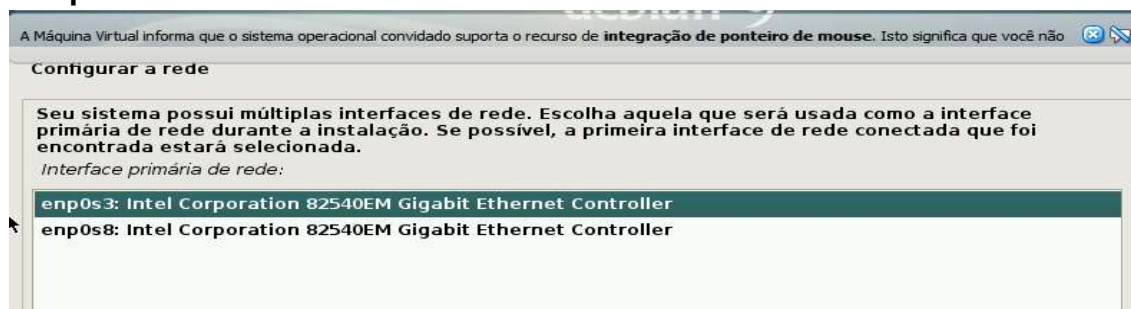 debian 9
A Máquina Virtual informa que o sistema operacional convidado suporta o recurso de integração de ponteiro de mouse. Isto significa que você não
Configurar a rede
Seu sistema possui múltiplas interfaces de rede. Escolha aquela que será usada como a interface
primária de rede durante a instalação. Se possível, a primeira interface de rede conectada que foi
encontrada estará selecionada.
Interface primária de rede:
enp0s3: Intel Corporation 82540EM Gigabit Ethernet Controller
enp0s8: Intel Corporation 82540EM Gigabit Ethernet Controller